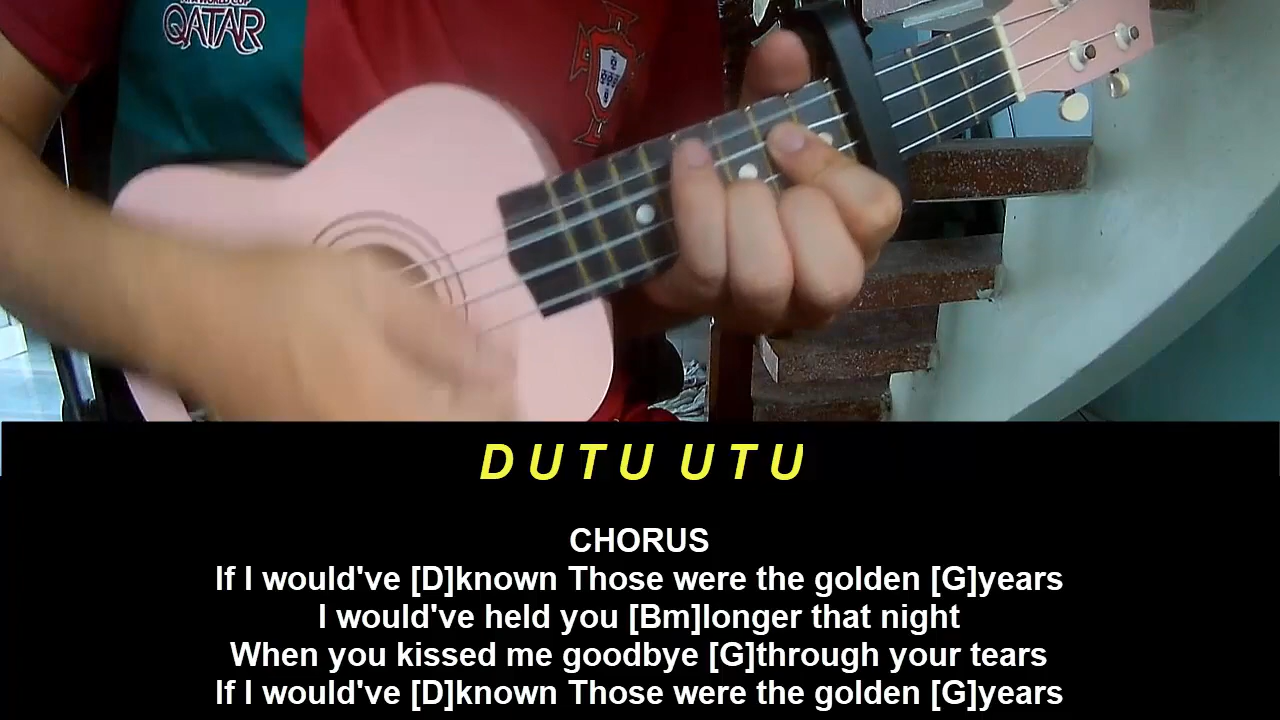 QATAR
D U T U U T U
CHORUS
If I would've [D]known Those were the golden [G]years
I would've held you [Bm]longer that night
When you kissed me goodbye [G]through your tears
If I would've [D]known Those were the golden [G]years